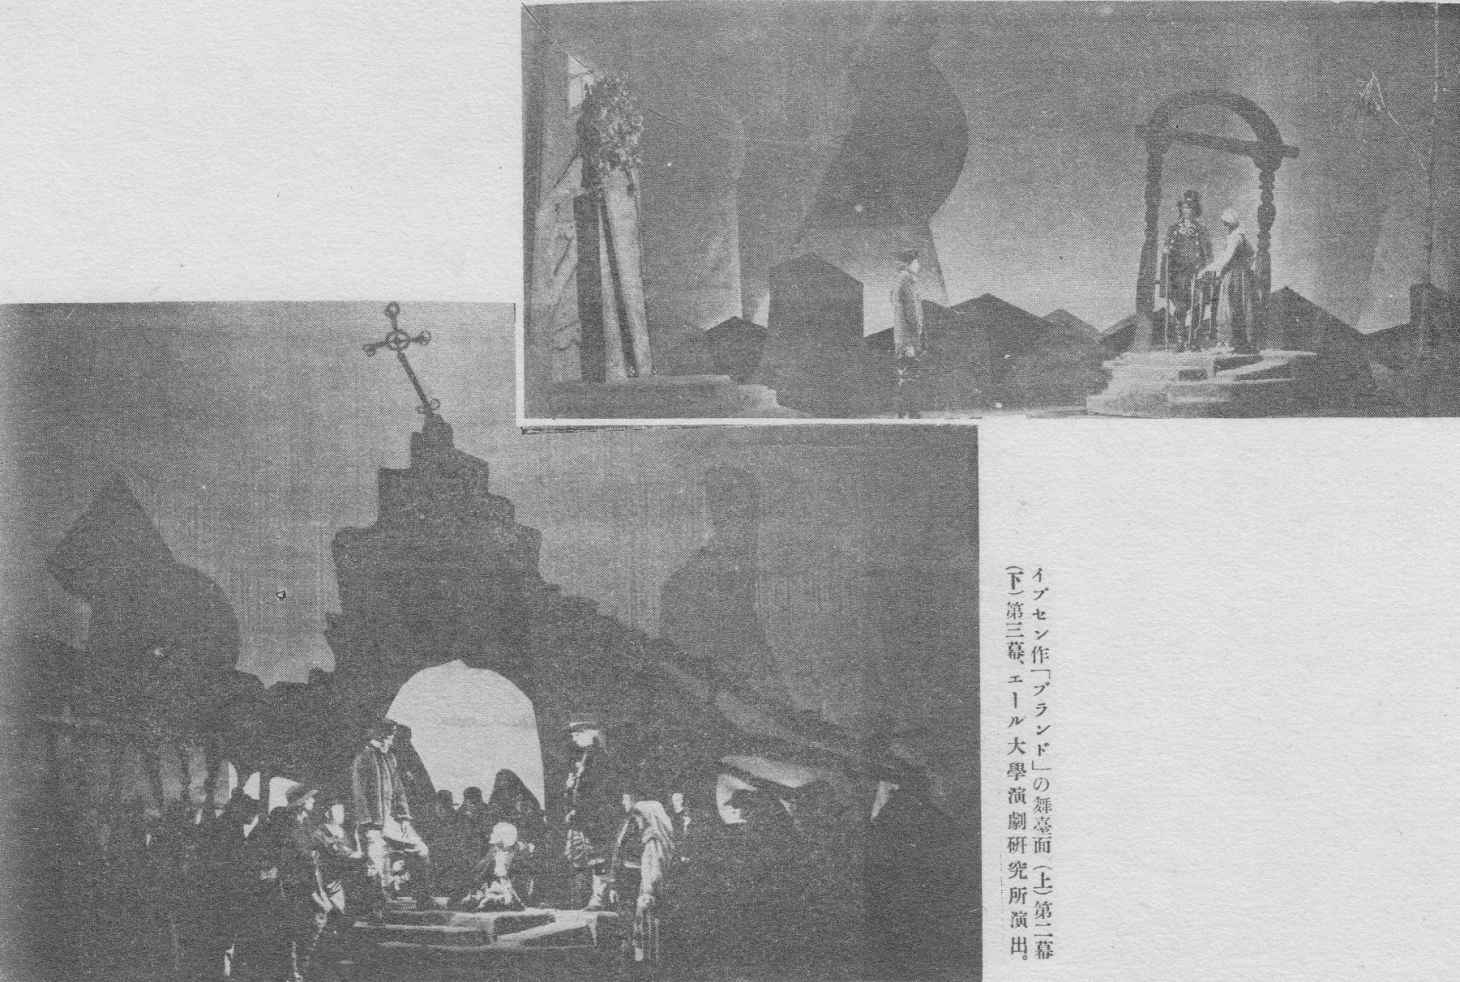 イプセン作「ブランド」の舞臺面（上）第二幕
（下）第三幕、エール大學演劇硏究所演出。